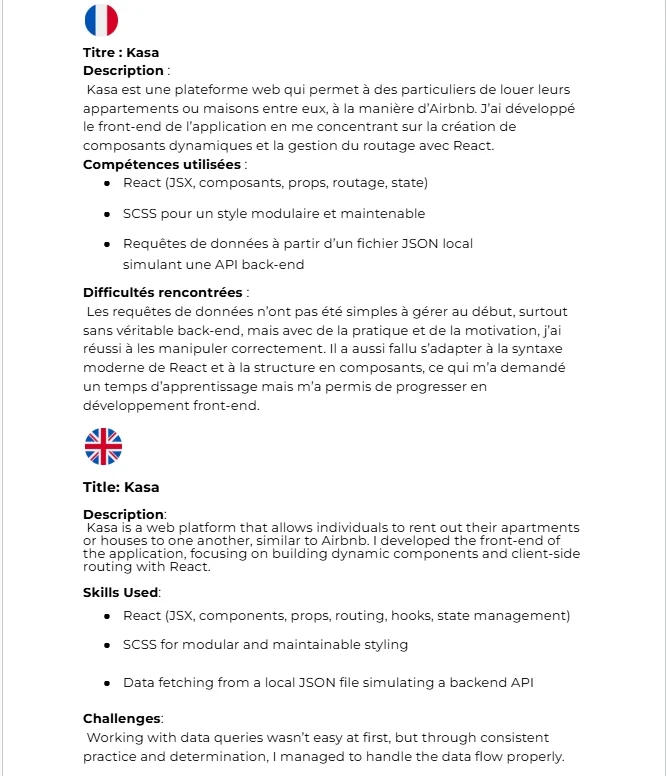 Titre : Kasa
Description :
Kasa est une plateforme web qui permet à des particuliers de louer leurs
appartements ou maisons entre eux, à la manière d’Airbnb. J’ai développé
le front-end de l’application en me concentrant sur la création de
composants dynamiques et la gestion du routage avec React.
Compétences utilisées :
• React (JSX, composants, props, routage, state)
• SCSS pour un style modulaire et maintenable
• Requêtes de données à partir d’un fichier JSON local
simulant une API back-end
Difficultés rencontrées :
Les requêtes de données n’ont pas été simples à gérer au début, surtout
sans véritable back-end, mais avec de la pratique et de la motivation, j’ai
réussi à les manipuler correctement. Il a aussi fallu s’adapter à la syntaxe
moderne de React et à la structure en composants, ce qui m’a demandé
un temps d’apprentissage mais m’a permis de progresser en
développement front-end.
Title: Kasa
Description:
Kasa is a web platform that allows individuals to rent out their apartments
or houses to one another, similar to Airbnb. I developed the front-end of
the application, focusing on building dynamic components and client-side
routing with React.
Skills Used:
• React (JSX, components, props, routing, hooks, state management)
• SCSS for modular and maintainable styling
• Data fetching from a local JSON file simulating a backend API
Challenges:
Working with data queries wasn’t easy at first, but through consistent
practice and determination, I managed to handle the data flow properly.